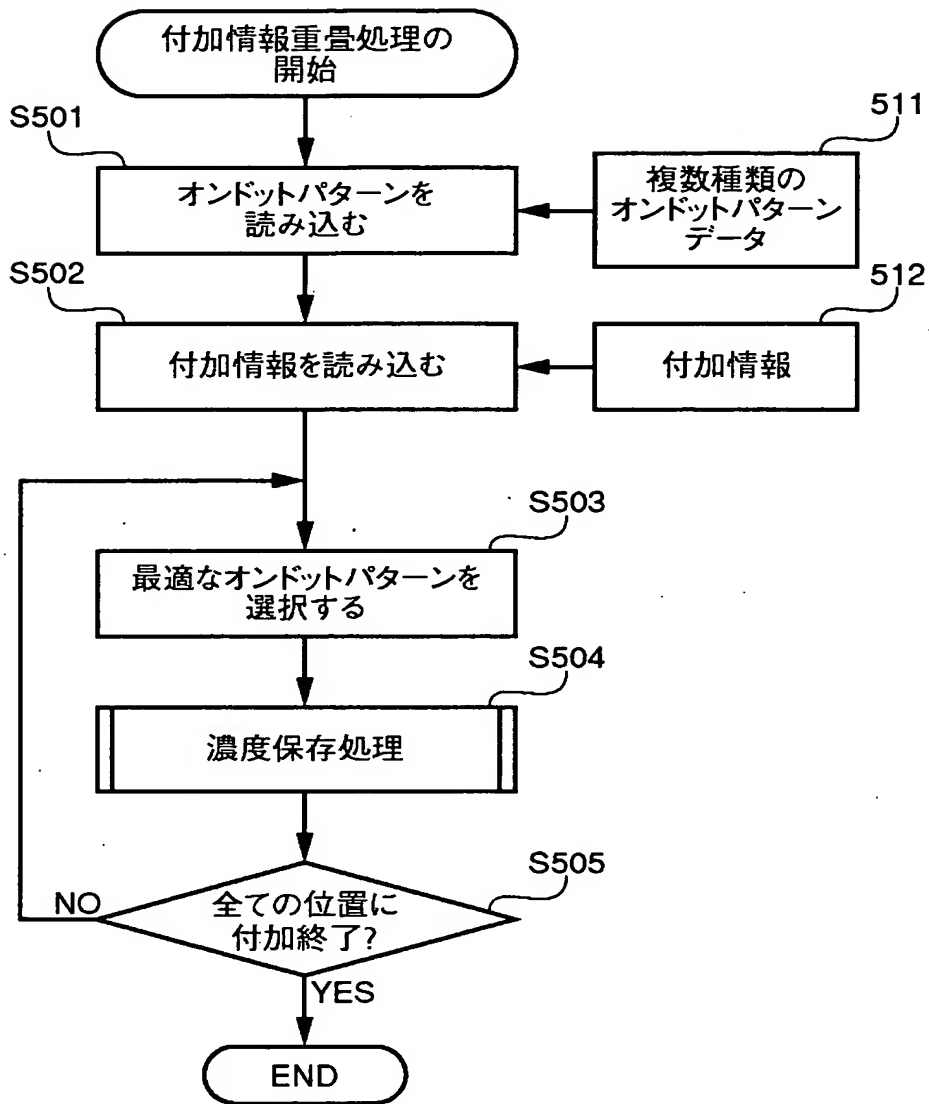 付加情報重畳処理の
開始
S501
オンドットパターンを
読み込む
511
複数種類の
オンドットパターン
データ
S502
付加情報を読み込む
512
付加情報
S503
最適なオンドットパターンを
選択する
S504
濃度保存処理
S505
全ての位置に
付加終了?
NO
YES
END